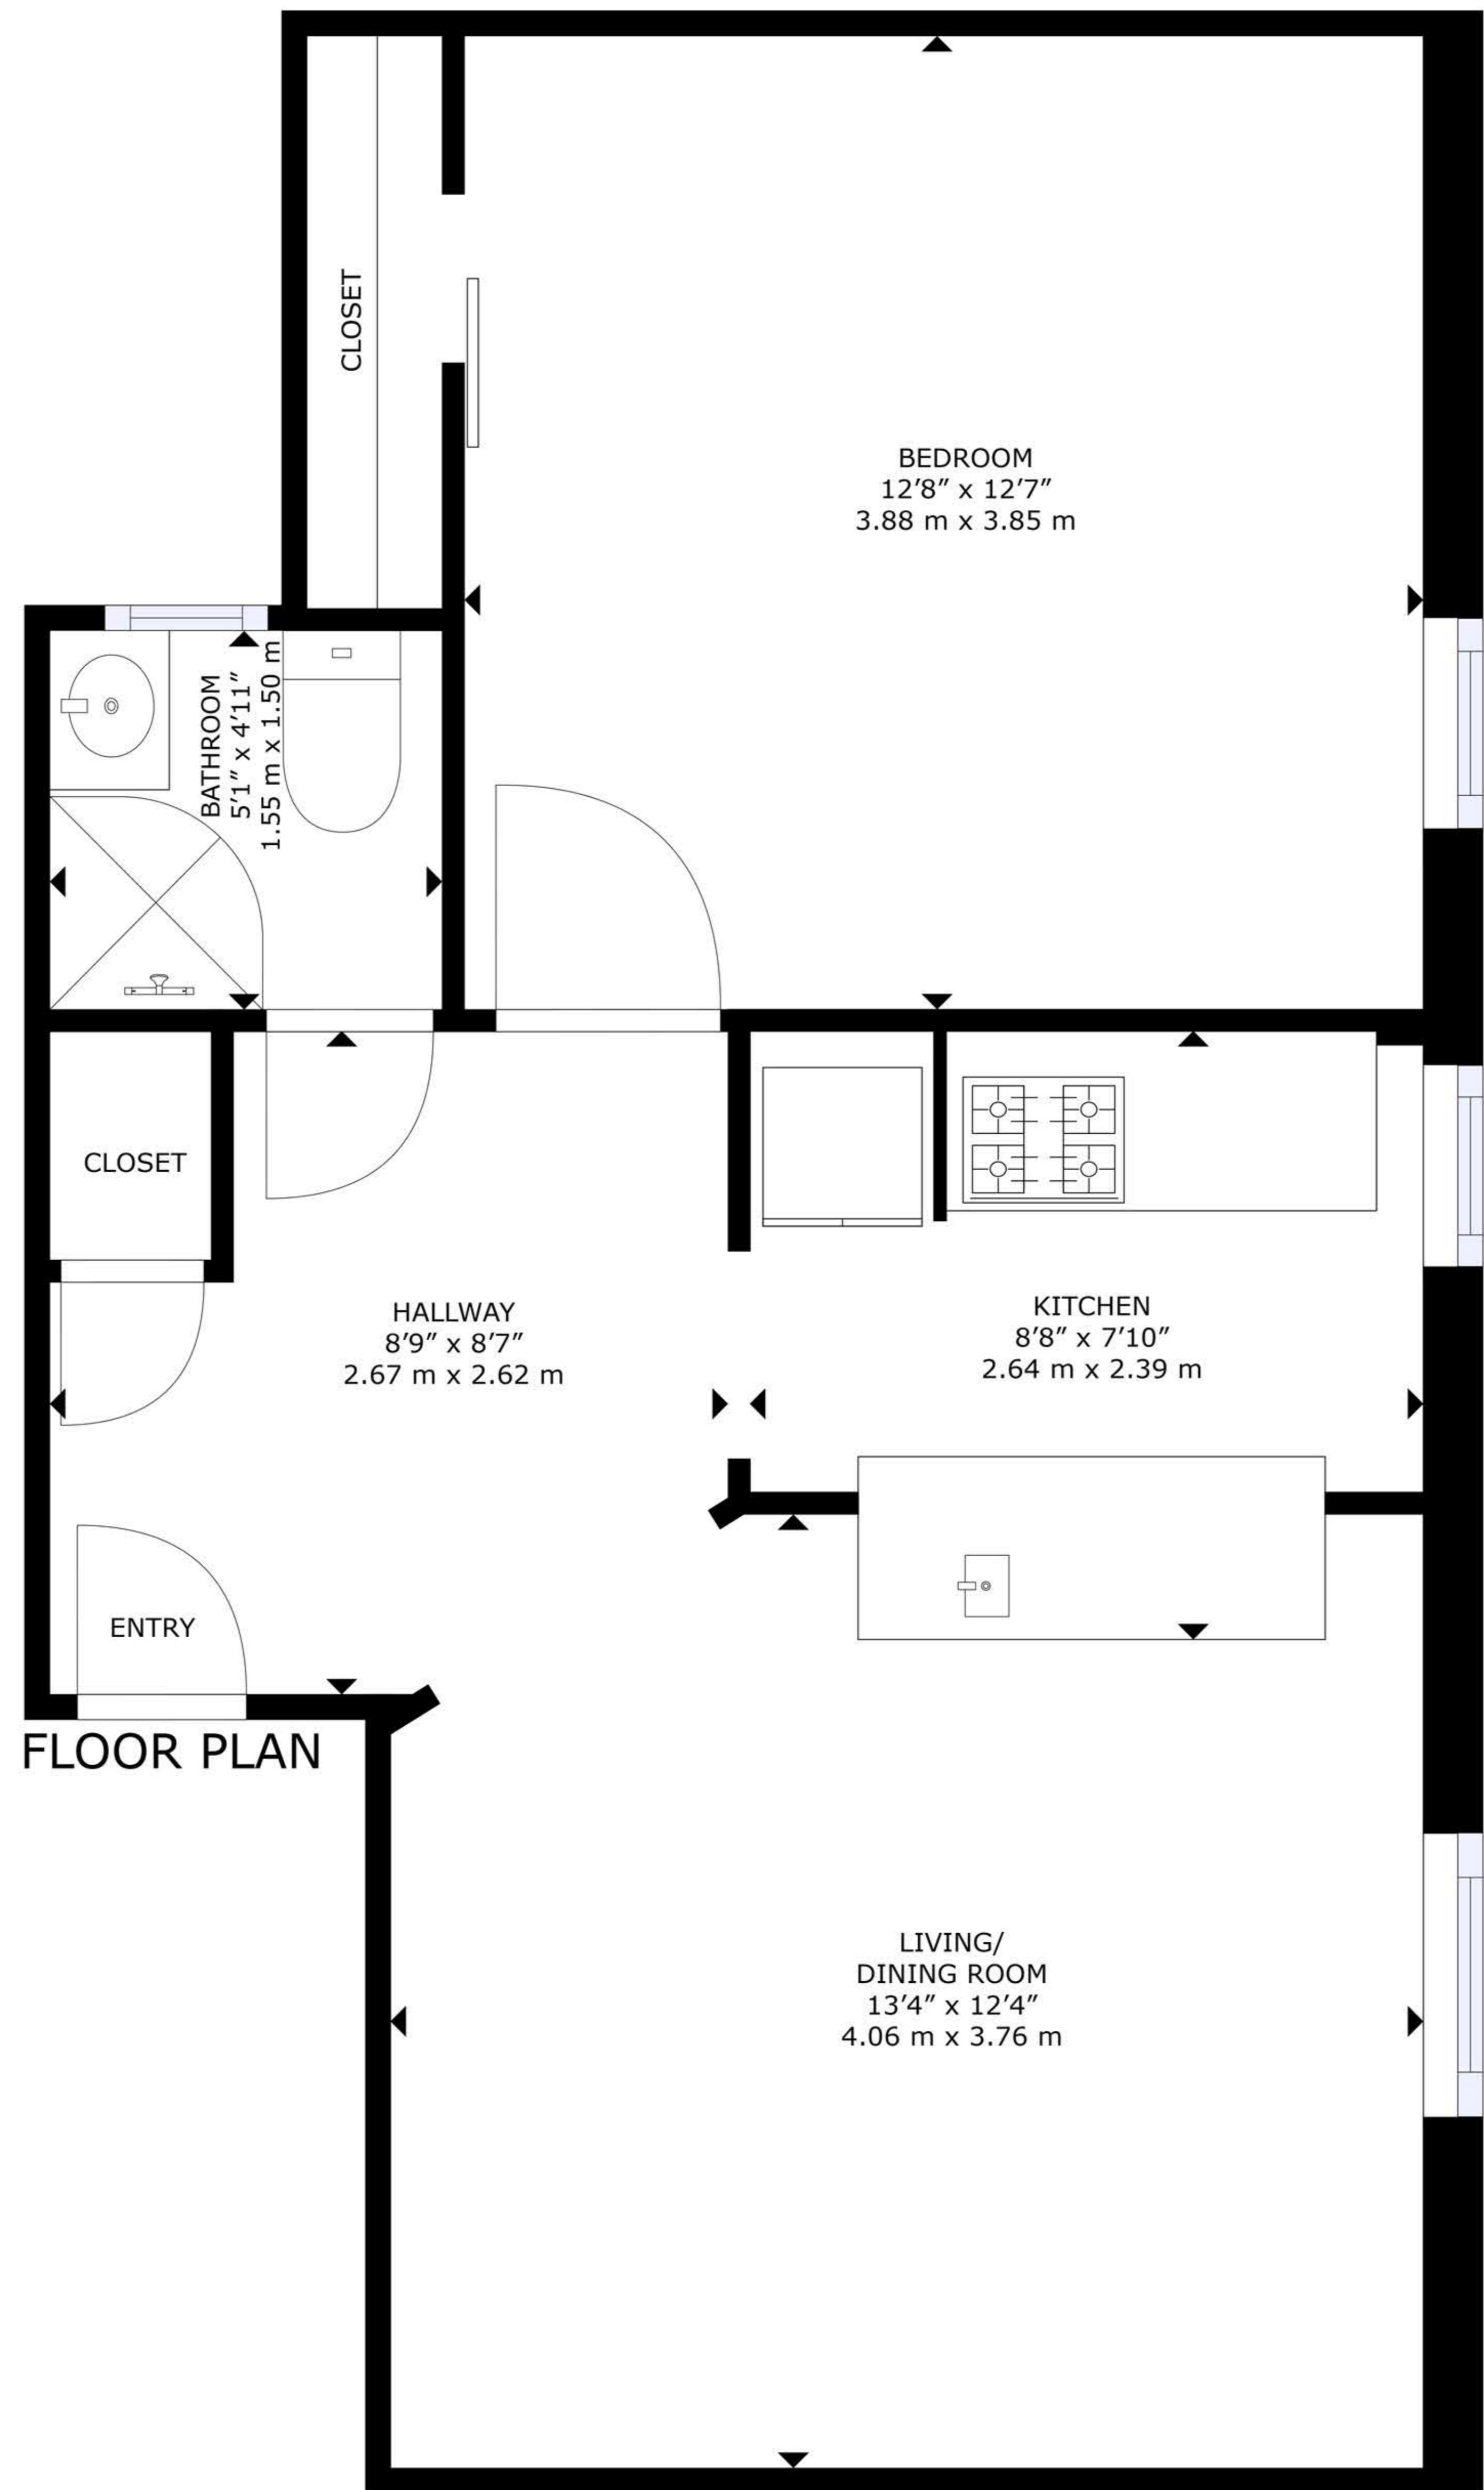 CLOSET
BEDROOM
12′8″ x 12′7″
3.88 m x 3.85 m
BATHROOM
5′1″ x 4′11″
1.55 m x 1.50 m
CLOSET
HALLWAY
8′9″ x 8′7″
2.67 m x 2.62 m
KITCHEN
8′8″ x 7′10″
2.64 m x 2.39 m
ENTRY
FLOOR PLAN
LIVING/
DINING ROOM
13′4″ x 12′4″
4.06 m x 3.76 m